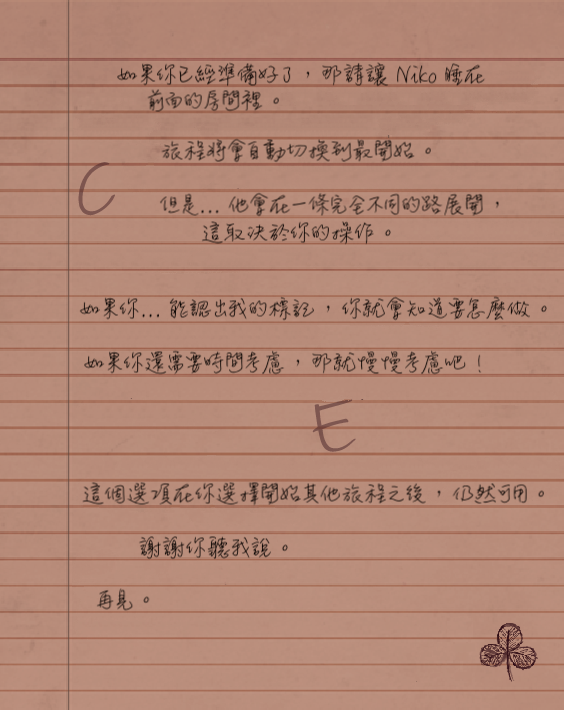 如果你已經準備好了，那請讓 Niko 睡在
前面的房間裡。
旅程將會自動切換到最開始。
C
但是... 他會在一條完全不同的路展開，
這取決於你的操作。
如果你... 能認出我的標記，你就會知道要怎麼做。
如果你還需要時間考慮，那就慢慢考慮吧！
E
這個選項在你選擇開始其他旅程之後，仍然可用。
謝謝你聽我說。
再見。